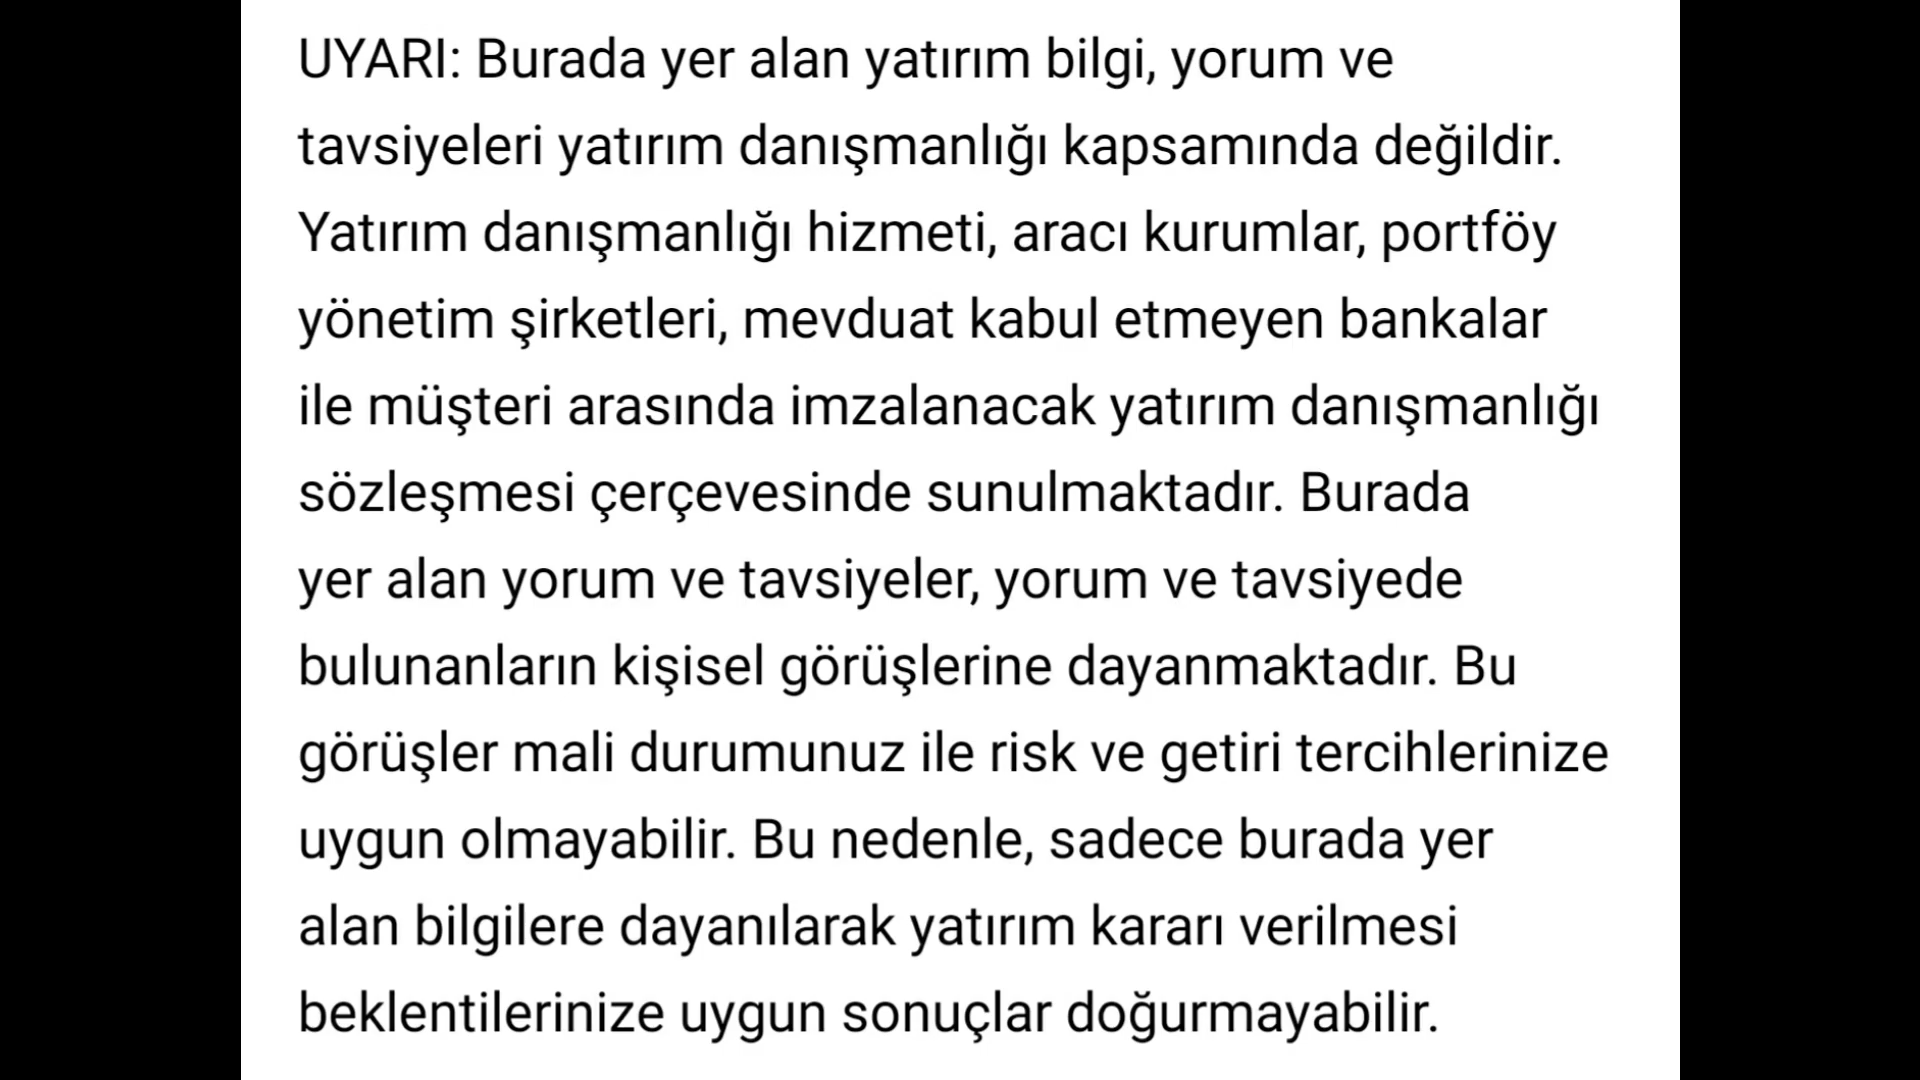 UYARI: Burada yer alan yatırım bilgi, yorum ve
tavsiyeleri yatırım danışmanlığı kapsamında değildir.
Yatırım danışmanlığı hizmeti, aracı kurumlar, portföy
yönetim şirketleri, mevduat kabul etmeyen bankalar
ile müşteri arasında imzalanacak yatırım danışmanlığı
sözleşmesi çerçevesinde sunulmaktadır. Burada
yer alan yorum ve tavsiyeler, yorum ve tavsiyede
bulunanların kişisel görüşlerine dayanmaktadır. Bu
görüşler mali durumunuz ile risk ve getiri tercihlerinize
uygun olmayabilir. Bu nedenle, sadece burada yer
alan bilgilere dayanılarak yatırım kararı verilmesi
beklentilerinize uygun sonuçlar doğurmayabilir.